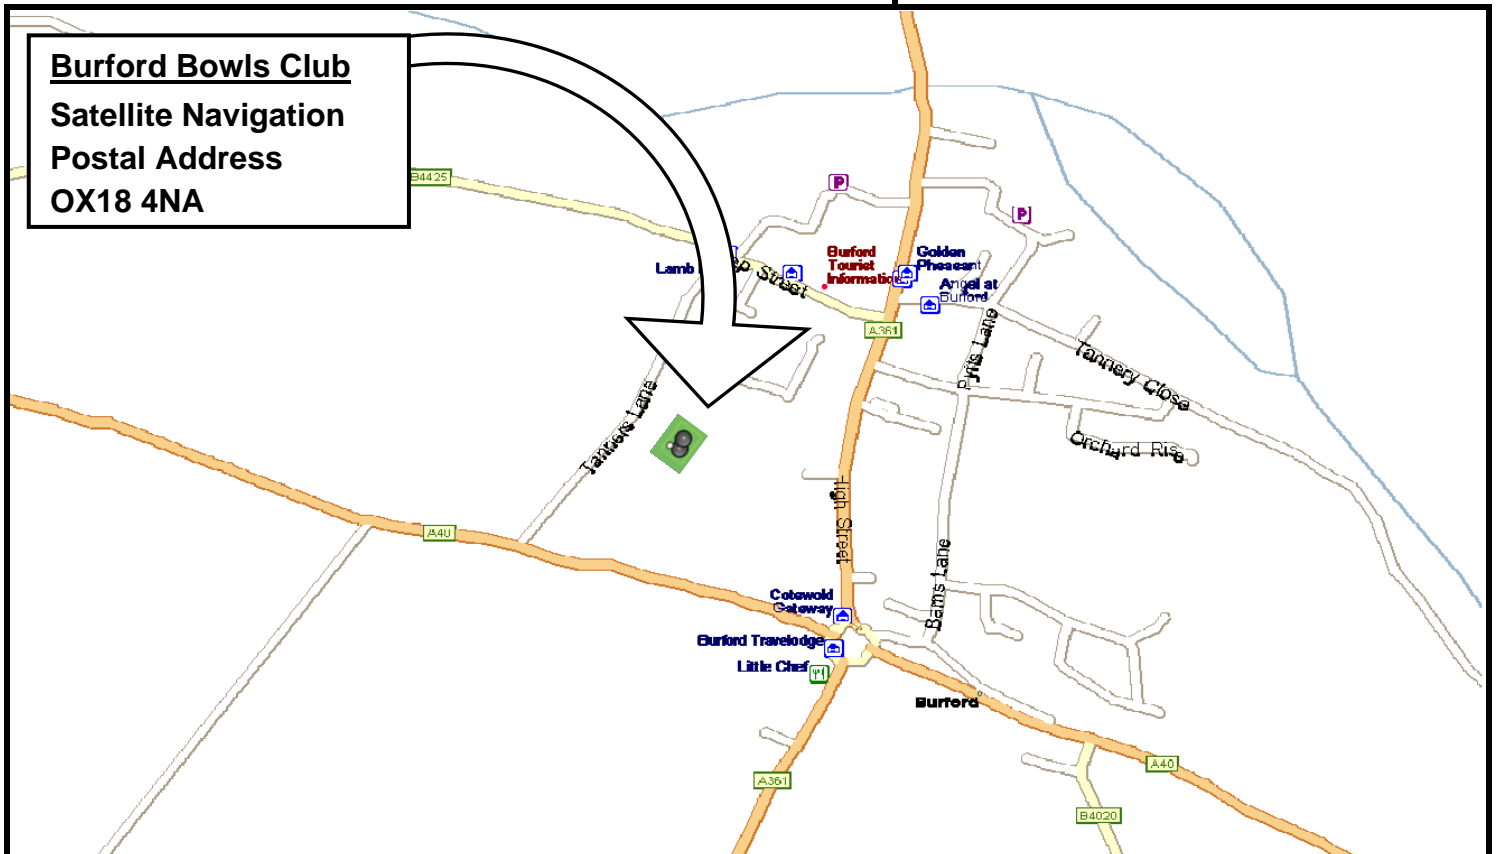 Burford Bowls Club
Satellite Navigation
Postal Address
OX18 4NA
B4425
P
P
Burford
Tourist
Information
Golden
Pheasant
Lamb
Street
Angel at
Burford
A361
Pytts Lane
Tannery Close
Tanners Lane
Orchard Rise
High Street
A40
Barns Lane
Cotswold
Gateway
Burford Travelodge
Little Chef
Burford
A361
A40
B4020